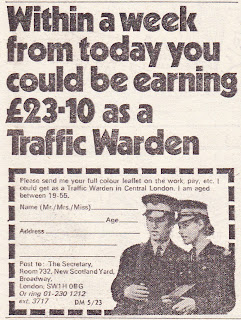 Within a week
from today you
could be earning
£23·10 as a
Traffic Warden
Please send me your full colour leaflet on the work, pay, etc. I
could get as a Traffic Warden in Central London. I am aged
between 19-55.
Name (Mr./Mrs./Miss)
Age
Address
Post to: The Secretary,
Room 732, New Scotland Yard,
Broadway,
London, SW1H 0BG
Or ring 01-230 1212
ext. 3717 DM 5/23